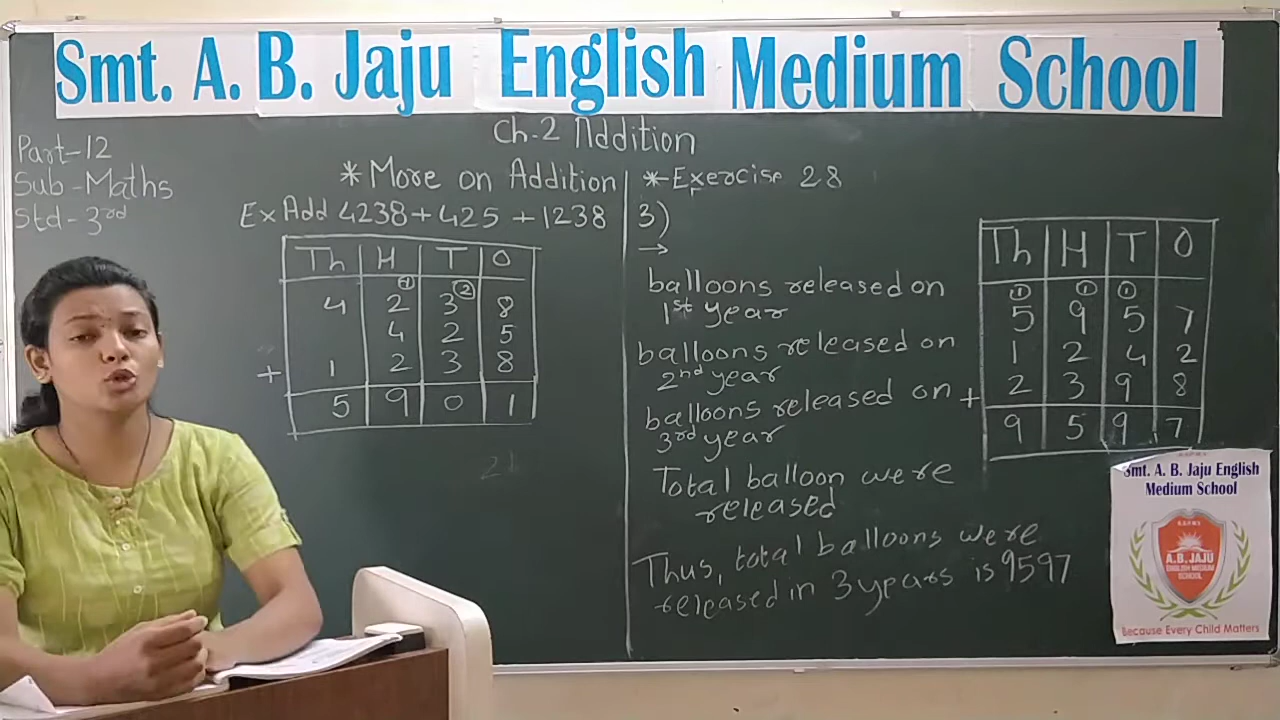 Smt. A. B. Jaju English Medium School
Ch-2 Addition
Part-12
Sub-Maths
Std-3rd
* More on Addition
Ex Add 4238+425+1238
Th H T O
1 2
4 2 3 8
4 2 5
+ 1 2 3 8
5 9 0 1
* Exercise 28
3)
→
balloons released on
1st year
balloons released on
2nd year
balloons released on
3rd year
Total balloon were
released
Thus, total balloons were
released in 3 years is 9597
Th H T O
1 1 1
5 9 5 7
1 2 4 2
+ 2 3 9 8
9 5 9 7
Smt. A. B. Jaju English
Medium School
A.B.JAJU
ENGLISH MEDIUM
SCHOOL
Because Every Child Matters